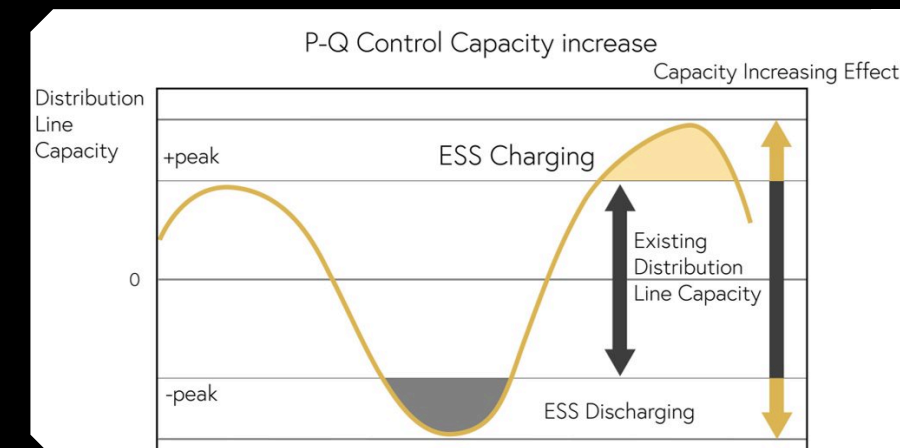 P-Q Control Capacity increase
Capacity Increasing Effect
Distribution
Line
Capacity
+peak
ESS Charging
Existing
Distribution
Line Capacity
0
-peak
ESS Discharging